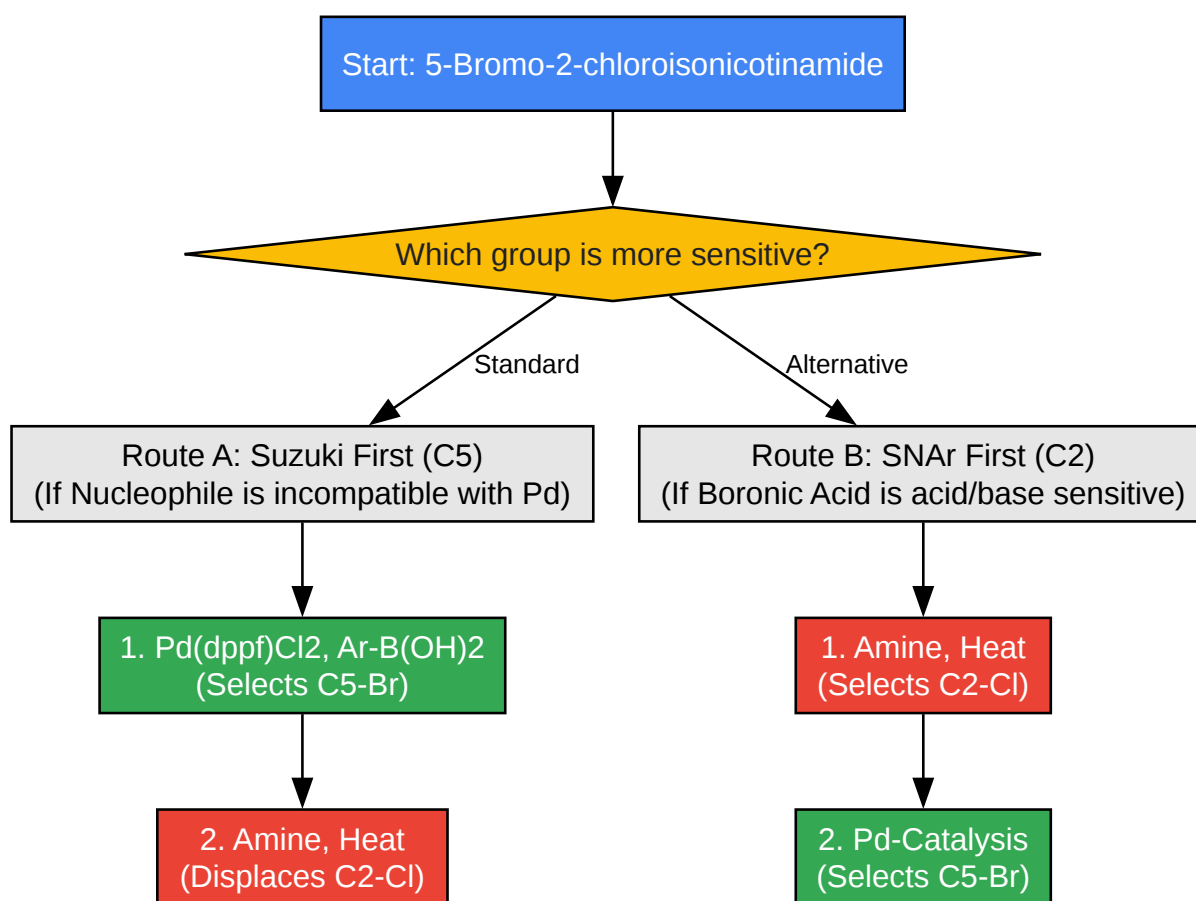 Start: 5-Bromo-2-chloroisonicotinamide
Which group is more sensitive?
Standard
Alternative
Route A: Suzuki First (C5)
(If Nucleophile is incompatible with Pd)
Route B: SNAr First (C2)
(If Boronic Acid is acid/base sensitive)
1. Pd(dppf)Cl2, Ar-B(OH)2
(Selects C5-Br)
1. Amine, Heat
(Selects C2-Cl)
2. Amine, Heat
(Displaces C2-Cl)
2. Pd-Catalysis
(Selects C5-Br)